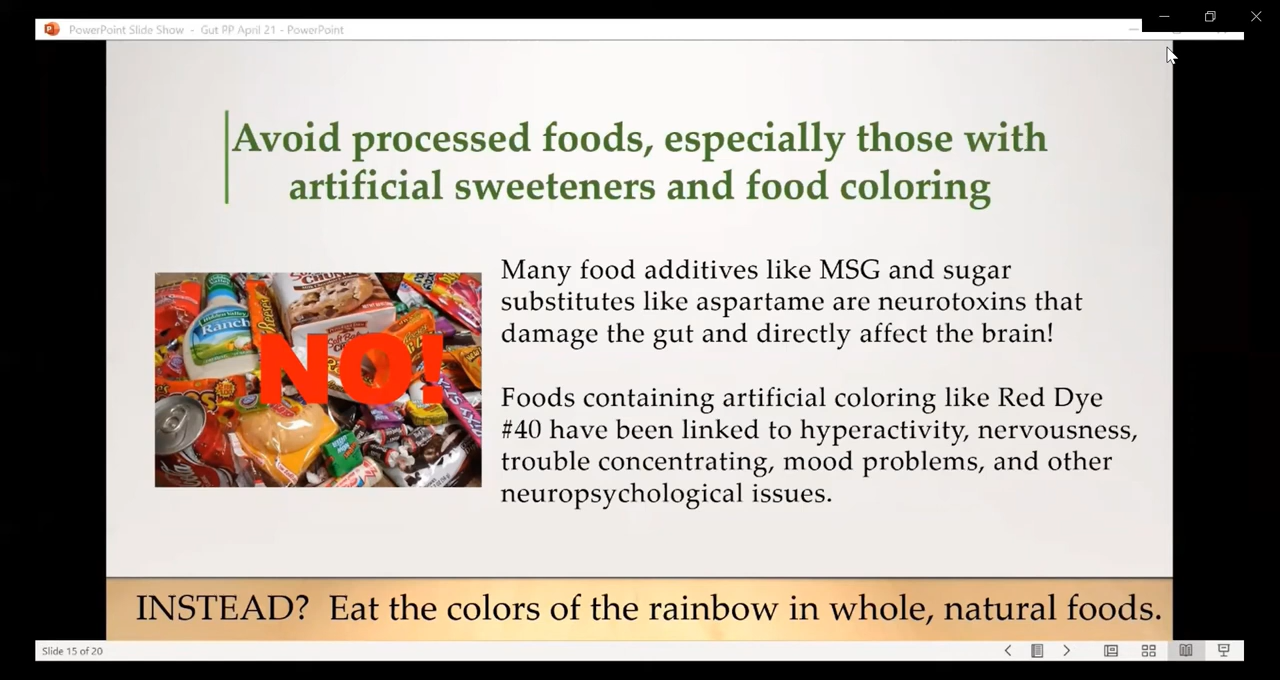 PowerPoint Slide Show - Gut PP April 21 - PowerPoint
Avoid processed foods, especially those with
artificial sweeteners and food coloring
Many food additives like MSG and sugar
substitutes like aspartame are neurotoxins that
damage the gut and directly affect the brain!
Ranch
Reese's
NO!
Foods containing artificial coloring like Red Dye
#40 have been linked to hyperactivity, nervousness,
trouble concentrating, mood problems, and other
neuropsychological issues.
INSTEAD? Eat the colors of the rainbow in whole, natural foods.
Slide 15 of 20